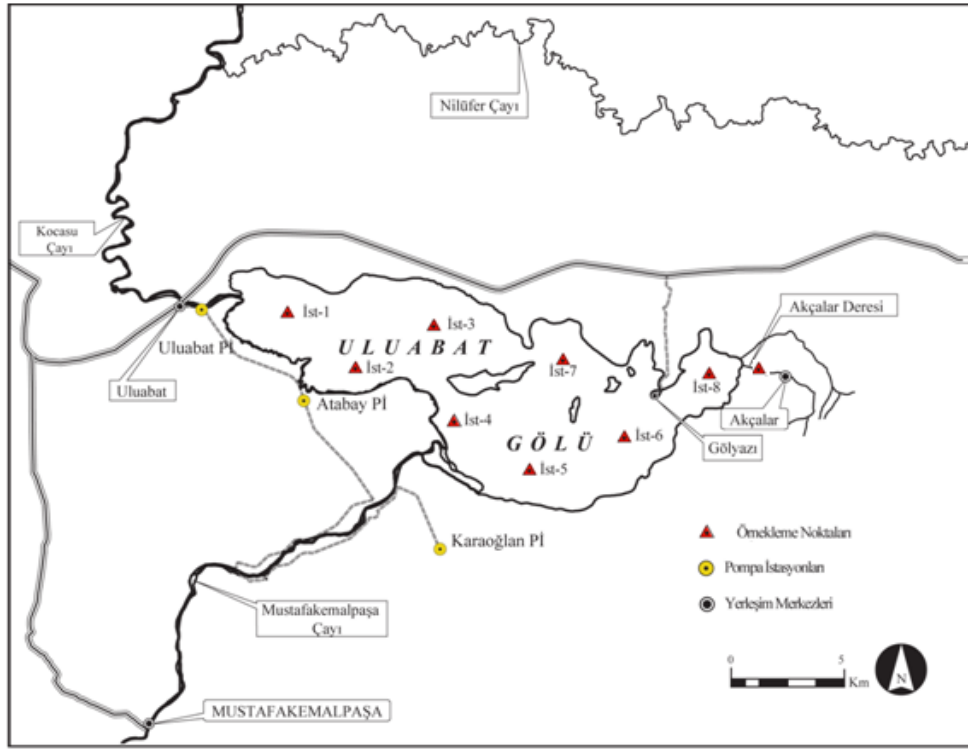 Nilüfer Çayı
Kocasu
Çayı
İst-1
İst-3
Akçalar Deresi
Uluabat Pİ
ULUABAT
İst-7
İst-2
İst-8
Uluabat
Atabay Pİ
Akçalar
İst-4
GÖLÜ
İst-6
Gölyazı
İst-5
Karaoğlan Pİ
Örnekleme Noktaları
Pompa İstasyonları
Yerleşim Merkezleri
Mustafakemalpaşa
Çayı
0 5
Km
N
MUSTAFAKEMALPAŞA